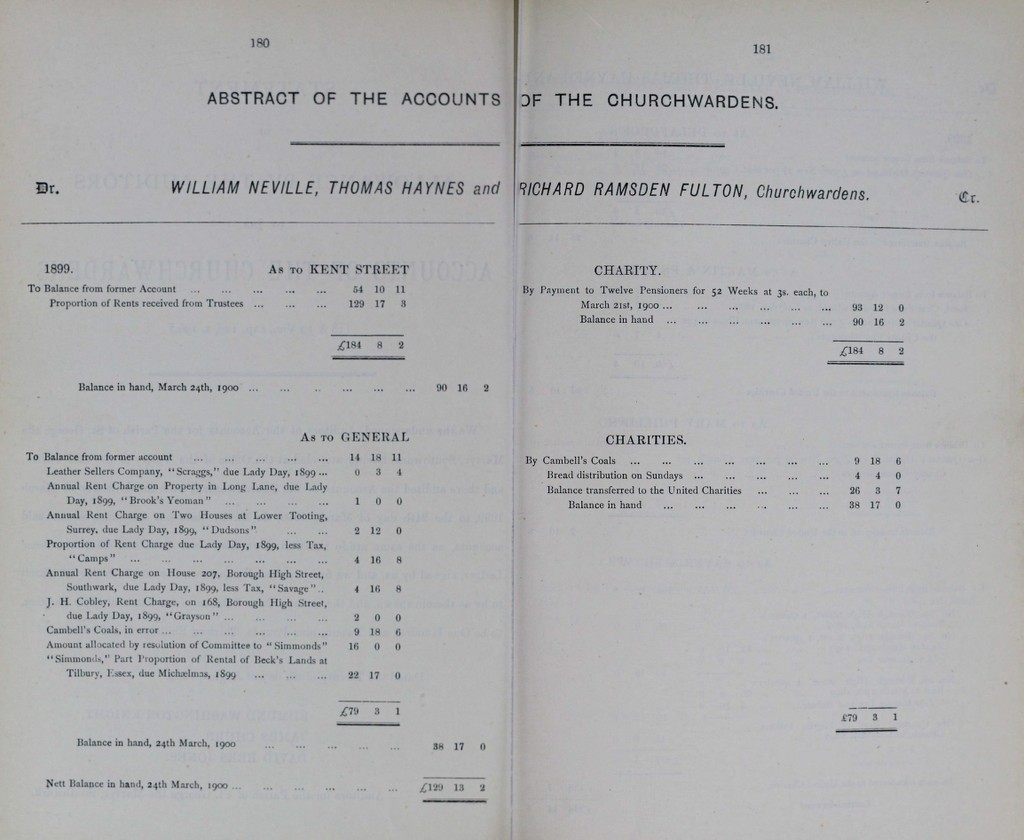 180
ABSTRACT OF THE ACCOUNTS
Dr. WILLIAM NEVILLE, THOMAS HAYNES and
1899. As to KENT STREET
To Balance from former Account ... ... ... ... ... 54 10 11
Proportion of Rents received from Trustees ... ... ... 129 17 3
£184 8 2
Balance in hand, March 24th, 1900 ... ... .. ... ... ... 90 16 2
As to GENERAL
To Balance from former account ... ... ... ... ... 14 18 11
Leather Sellers Company, "Scraggs," due Lady Day, 1899 ... 0 3 4
Annual Rent Charge on Property in Long Lane, due Lady
Day, 1899, "Brook's Yeoman" ... ... ... ... 1 0 0
Annual Rent Charge on Two Houses at Lower Tooting,
Surrey, due Lady Day, 1899, "Dudsons" ... ... 2 12 0
Proportion of Rent Charge due Lady Day, 1899, less Tax,
"Camps" ... ... ... ... ... ... ... 4 16 8
Annual Rent Charge on House 207, Borough High Street,
Southwark, due Lady Day, 1899, less Tax, "Savage" .. 4 16 8
J. H. Cobley, Rent Charge, on 168, Borough High Street,
due Lady Day, 1899, "Grayson" ... ... ... ... 2 0 0
Cambell's Coals, in error ... ... ... ... ... ... 9 18 6
Amount allocated by resolution of Committee to "Simmonds" 16 0 0
"Simmonds," Part Proportion of Rental of Beck's Lands at
Tilbury, Essex, due Michælmas, 1899 ... ... ... 22 17 0
£79 3 1
Balance in hand, 24th March, 1900 ... ... ... ... ... 38 17 0
Nett Balance in hand, 24th March, 1900 ... ... ... ... ... ... £129 13 2
181
OF THE CHURCHWARDENS.
RICHARD RAMSDEN FULTON, Churchwardens. Cr.
CHARITY.
By Payment to Twelve Pensioners for 52 Weeks at 3s. each, to
March 21st, 1900 ... ... ... ... ... ... ... 93 12 0
Balance in hand ... ... ... ... ... ... 90 16 2
£184 8 2
CHARITIES.
By Cambell's Coals ... ... ... ... ... ... ... 9 18 6
Bread distribution on Sundays ... ... ... ... ... 4 4 0
Balance transferred to the United Charities ... ... ... 26 3 7
Balance in hand ... ... ... .. ... ... 38 17 0
£79 3 1